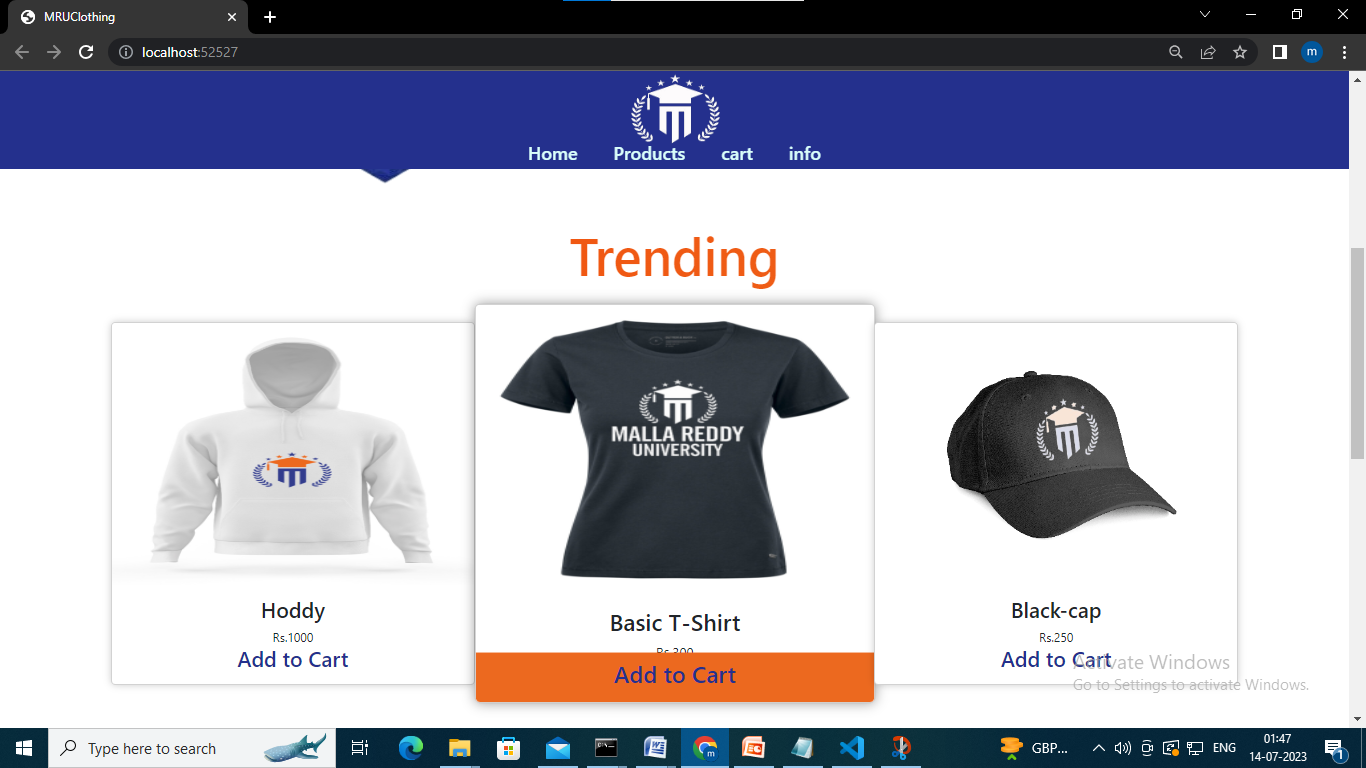 MRUClothing
localhost:52527
m
Home Products cart info
Trending
MALLA REDDY
UNIVERSITY
Hoddy
Rs.1000
Add to Cart
Basic T-Shirt
Rs.300
Add to Cart
Black-cap
Rs.250
Add to Cart
Activate Windows
Go to Settings to activate Windows.
Type here to search
GBP...
ENG
01:47
14-07-2023
1